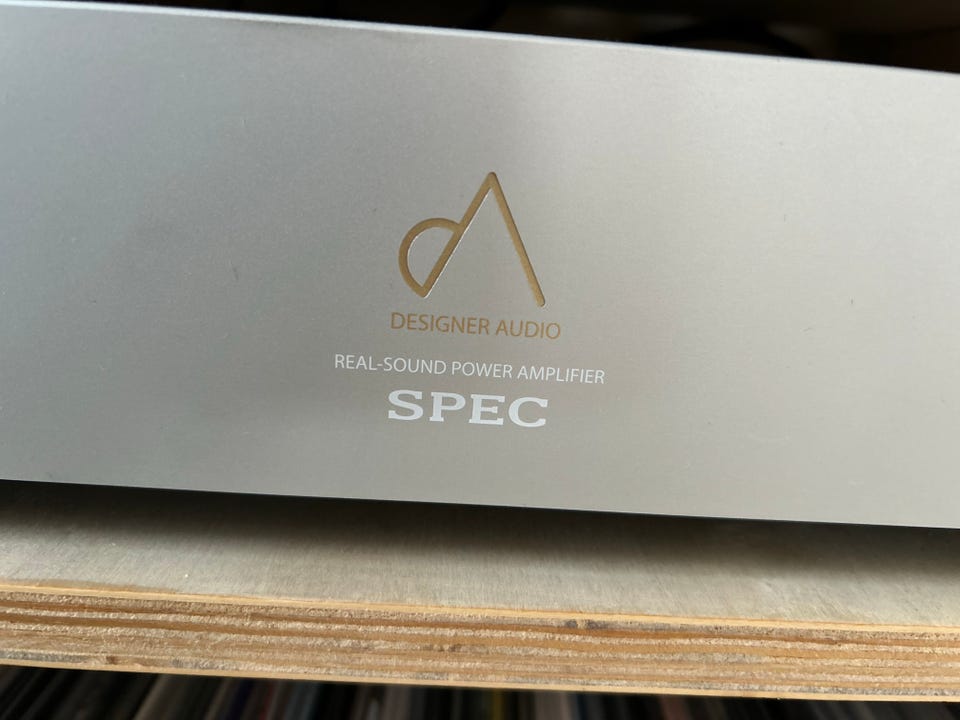 DESIGNER AUDIO
REAL-SOUND POWER AMPLIFIER
SPEC